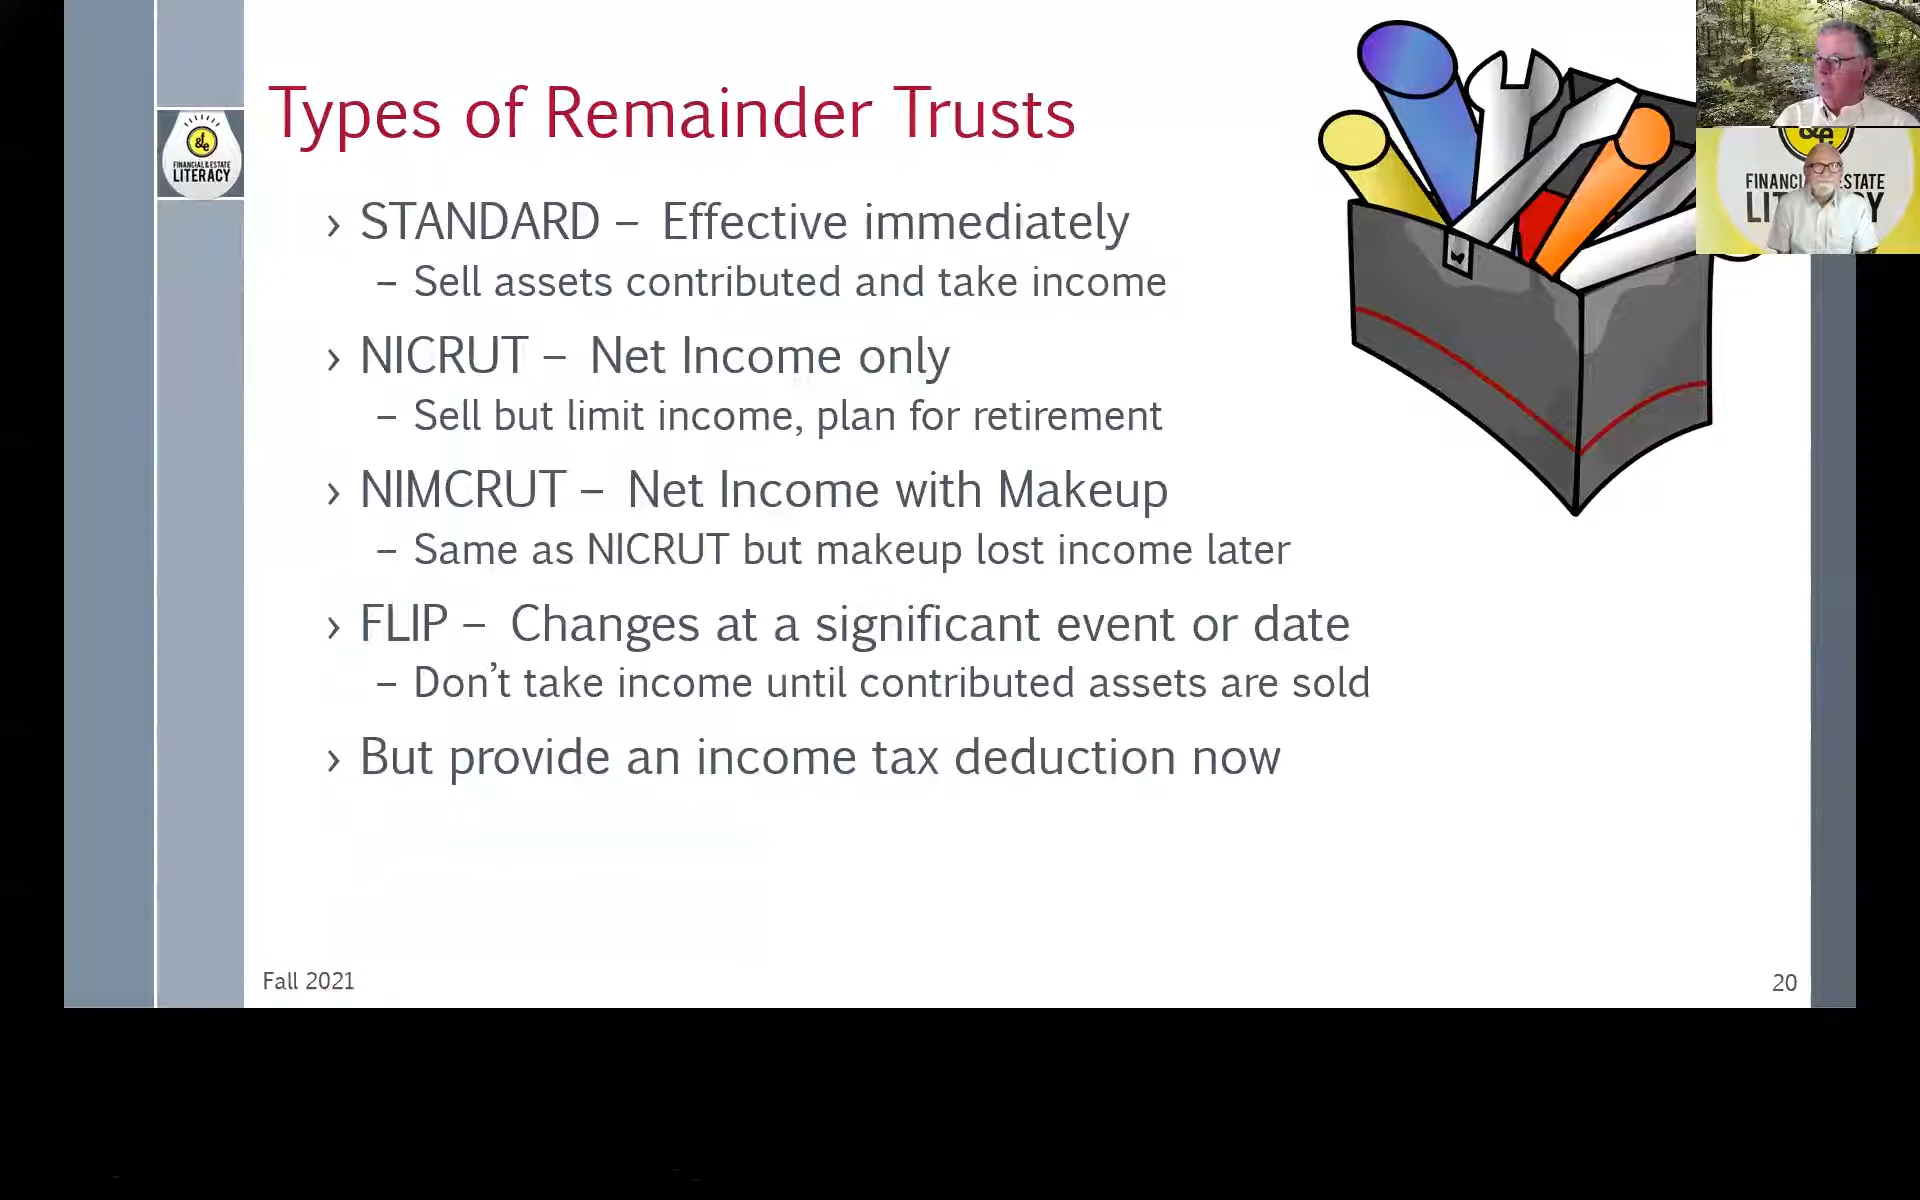 Types of Remainder Trusts
&fe
FINANCIAL&ESTATE
LITERACY
› STANDARD – Effective immediately
– Sell assets contributed and take income
› NICRUT – Net Income only
– Sell but limit income, plan for retirement
› NIMCRUT – Net Income with Makeup
– Same as NICRUT but makeup lost income later
› FLIP – Changes at a significant event or date
– Don’t take income until contributed assets are sold
› But provide an income tax deduction now
Fall 2021
20